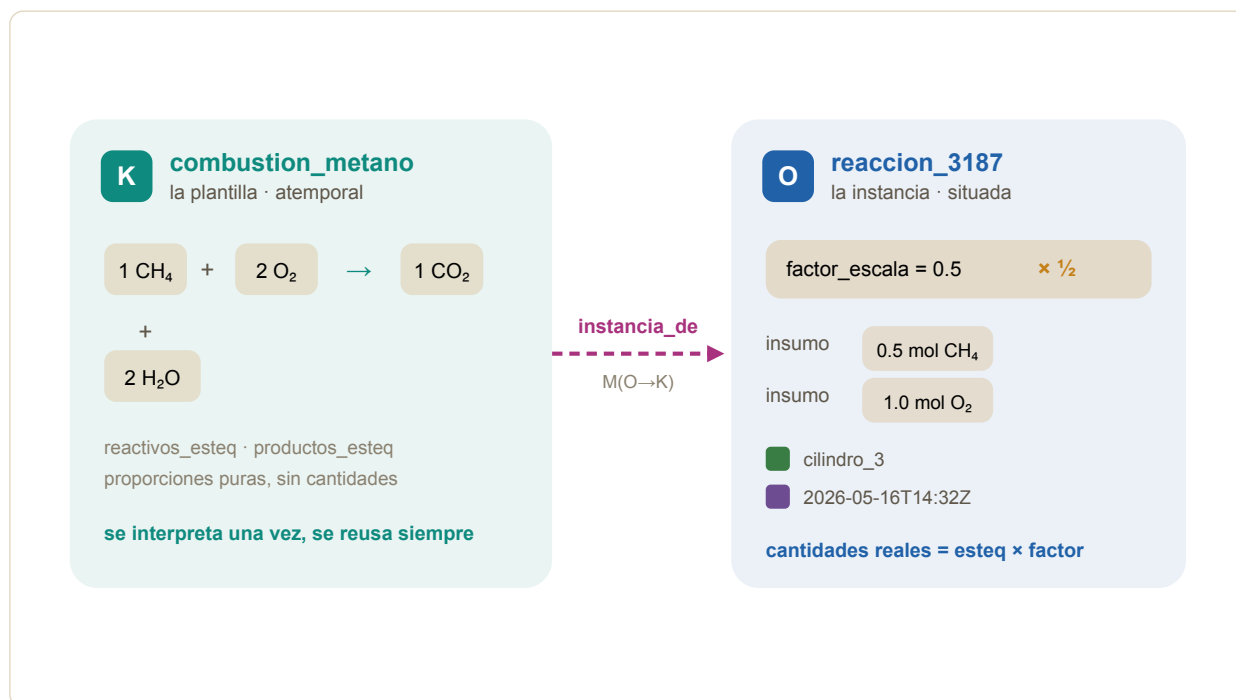 K
combustion_metano
la plantilla · atemporal
1 CH₄ + 2 O₂ → 1 CO₂
+
2 H₂O
reactivos_esteq · productos_esteq
proporciones puras, sin cantidades
se interpreta una vez, se reusa siempre
instancia_de
M(O→K)
O
reaccion_3187
la instancia · situada
factor_escala = 0.5 × ½
insumo 0.5 mol CH₄
insumo 1.0 mol O₂
cilindro_3
2026-05-16T14:32Z
cantidades reales = esteq × factor